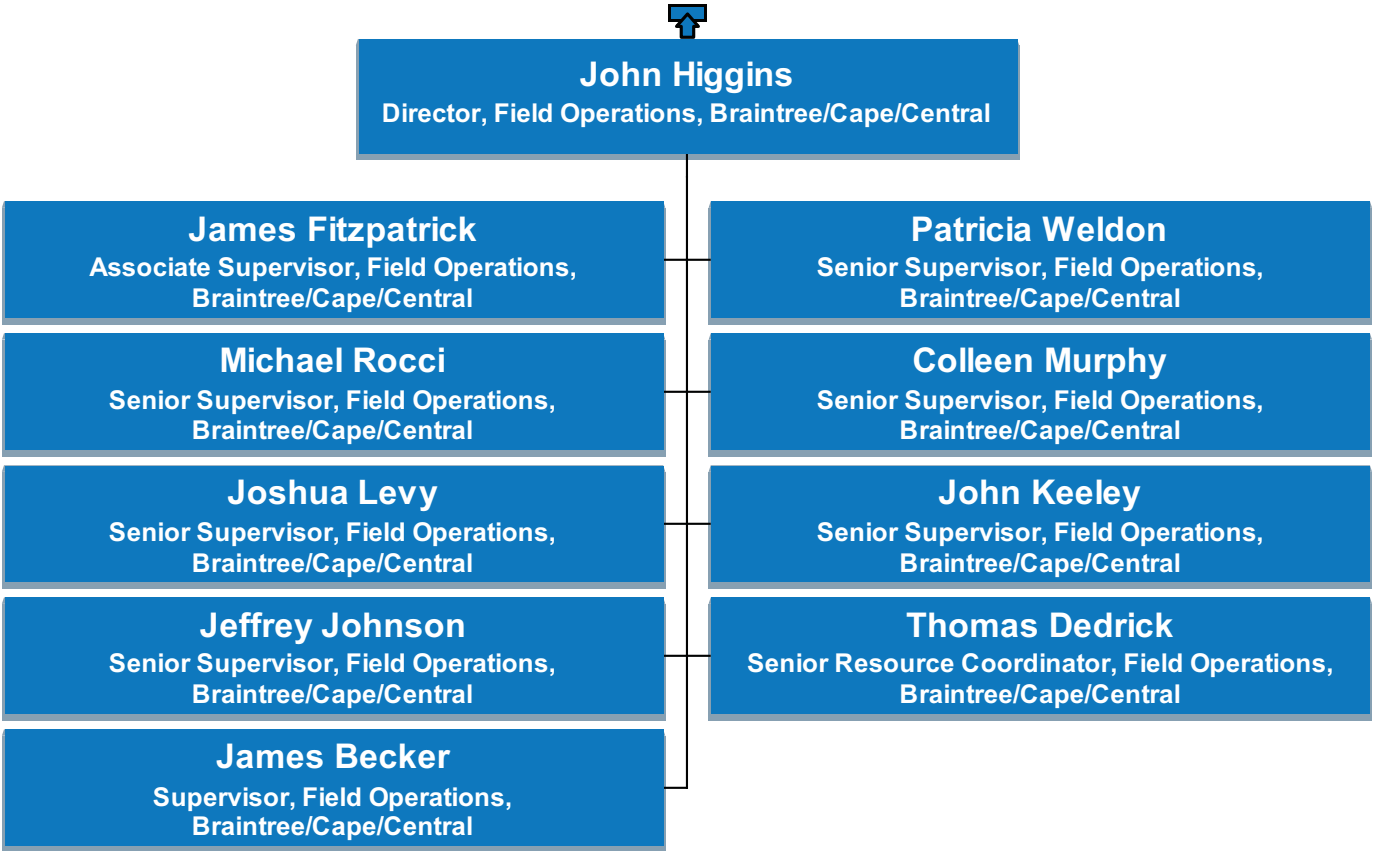 John Higgins
Director, Field Operations, Braintree/Cape/Central
James Fitzpatrick
Associate Supervisor, Field Operations,
Braintree/Cape/Central
Patricia Weldon
Senior Supervisor, Field Operations,
Braintree/Cape/Central
Michael Rocci
Senior Supervisor, Field Operations,
Braintree/Cape/Central
Colleen Murphy
Senior Supervisor, Field Operations,
Braintree/Cape/Central
Joshua Levy
Senior Supervisor, Field Operations,
Braintree/Cape/Central
John Keeley
Senior Supervisor, Field Operations,
Braintree/Cape/Central
Jeffrey Johnson
Senior Supervisor, Field Operations,
Braintree/Cape/Central
Thomas Dedrick
Senior Resource Coordinator, Field Operations,
Braintree/Cape/Central
James Becker
Supervisor, Field Operations,
Braintree/Cape/Central